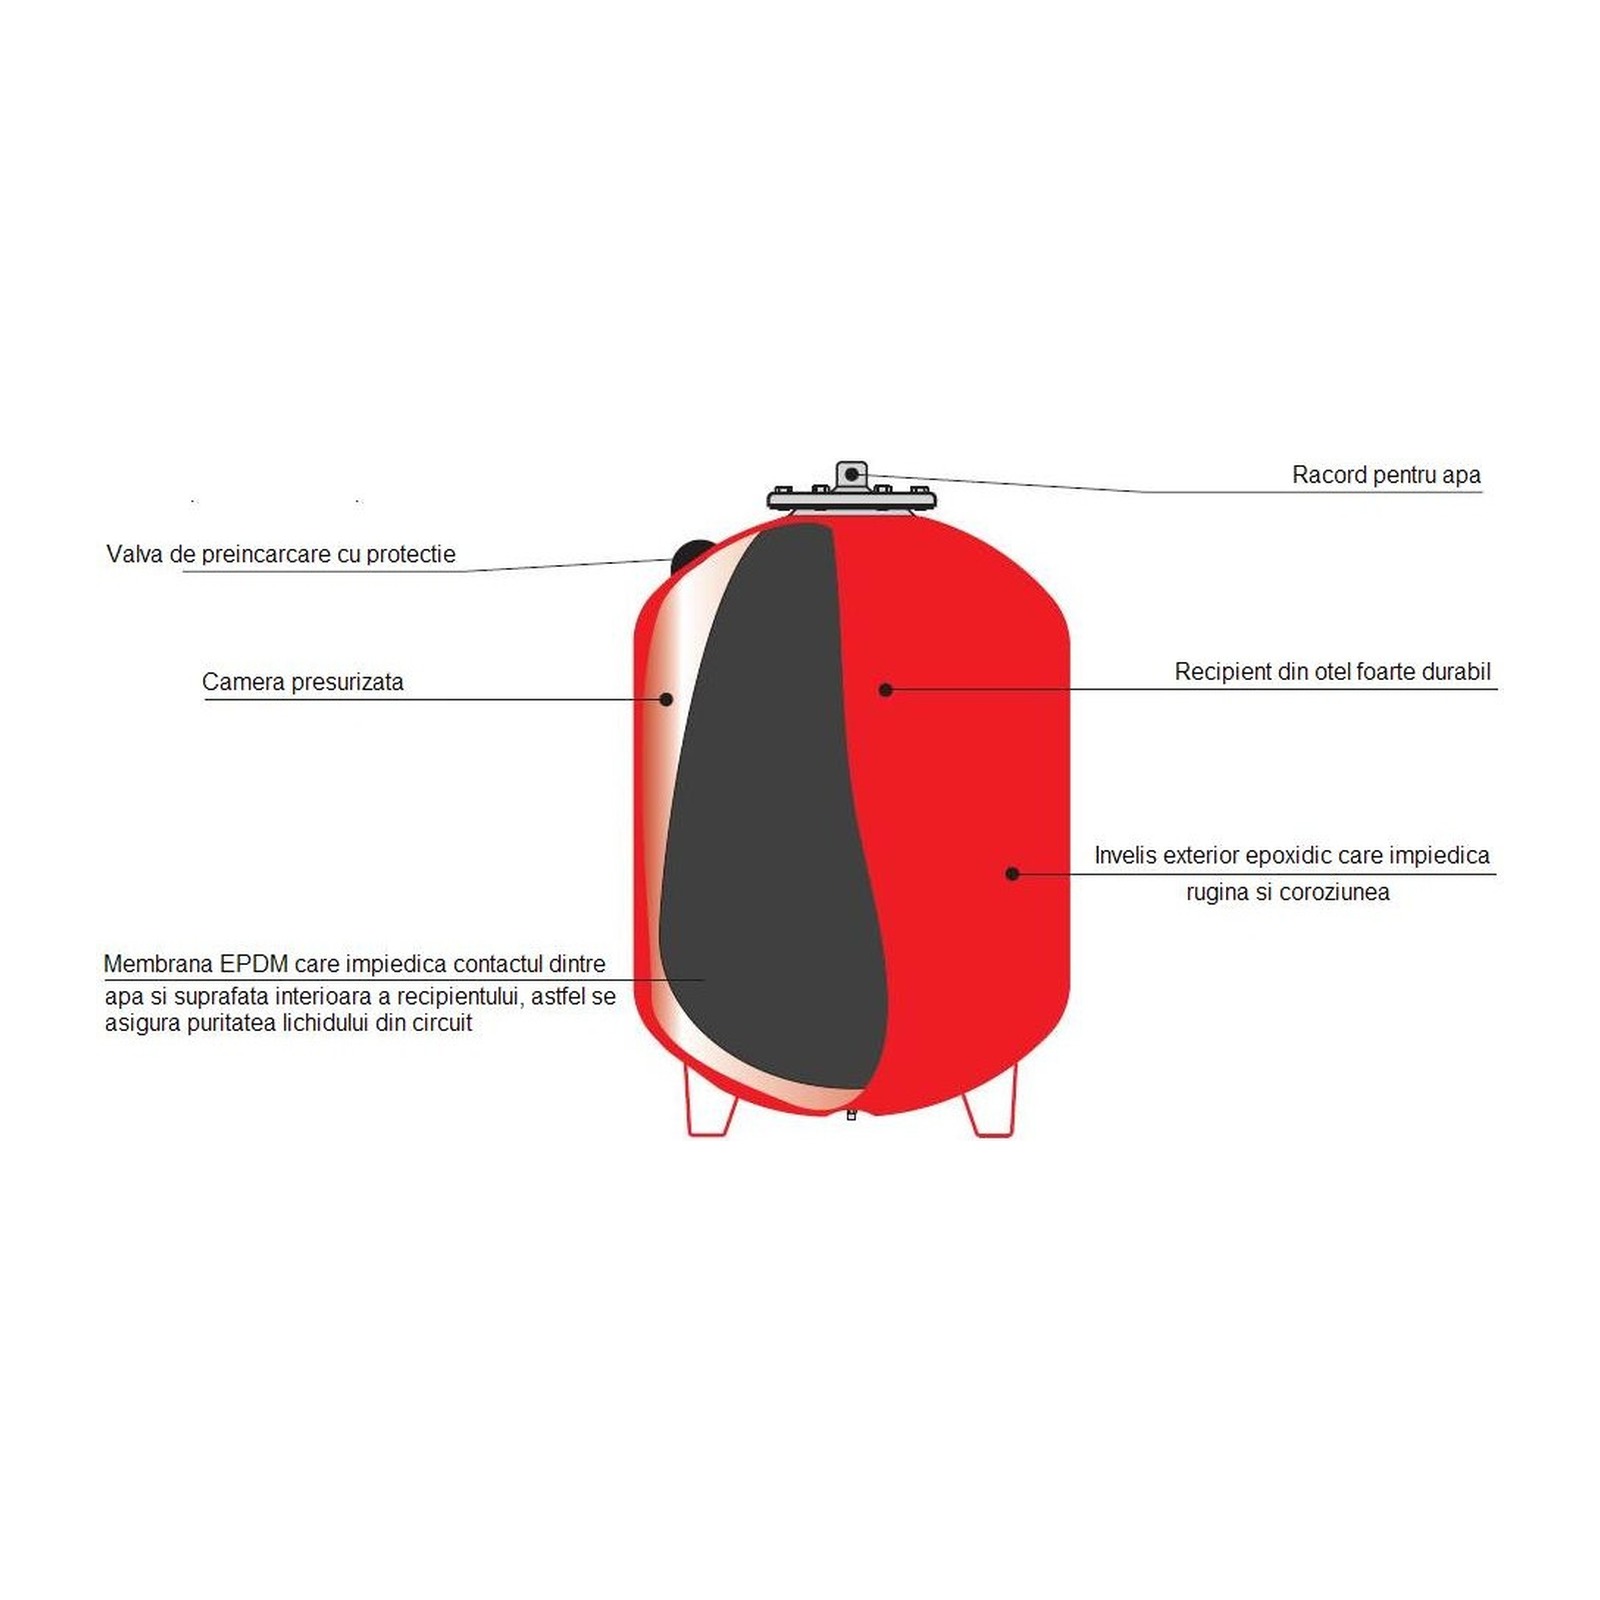 Racord pentru apa
Valva de preincarcare cu protectie
Recipient din otel foarte durabil
Camera presurizata
Invelis exterior epoxidic care impiedica
rugina si coroziunea
Membrana EPDM care impiedica contactul dintre
apa si suprafata interioara a recipientului, astfel se
asigura puritatea lichidului din circuit